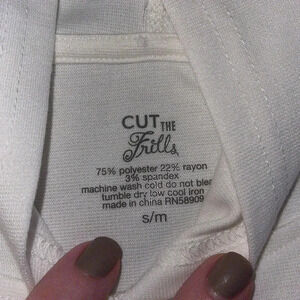 CUT THE
Frills
75% polyester 22% rayon
3% spandex
machine wash cold do not blea
tumble dry low cool iron
made in china RN58909
s/m